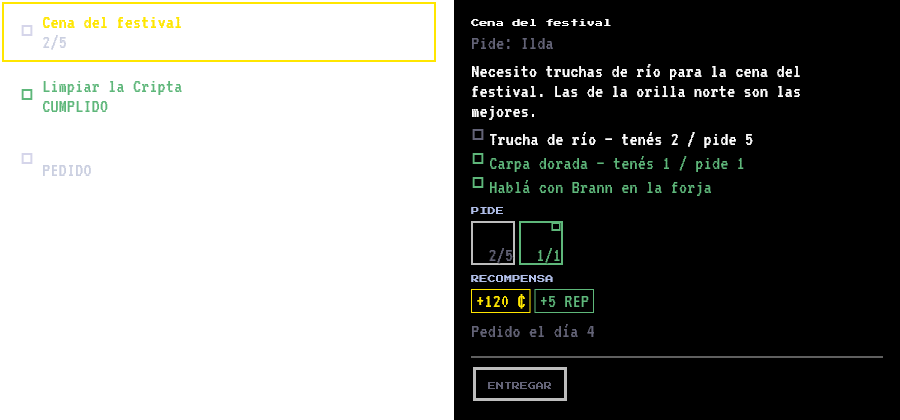 Cena del festival
2/5
Limpiar la Cripta
CUMPLIDO
PEDIDO
Cena del festival
Pide: Ilda
Necesito truchas de río para la cena del
festival. Las de la orilla norte son las
mejores.
Trucha de río — tenés 2 / pide 5
Carpa dorada — tenés 1 / pide 1
Hablá con Brann en la forja
PIDE
2/5
1/1
RECOMPENSA
+120 ₵
+5 REP
Pedido el día 4
ENTREGAR